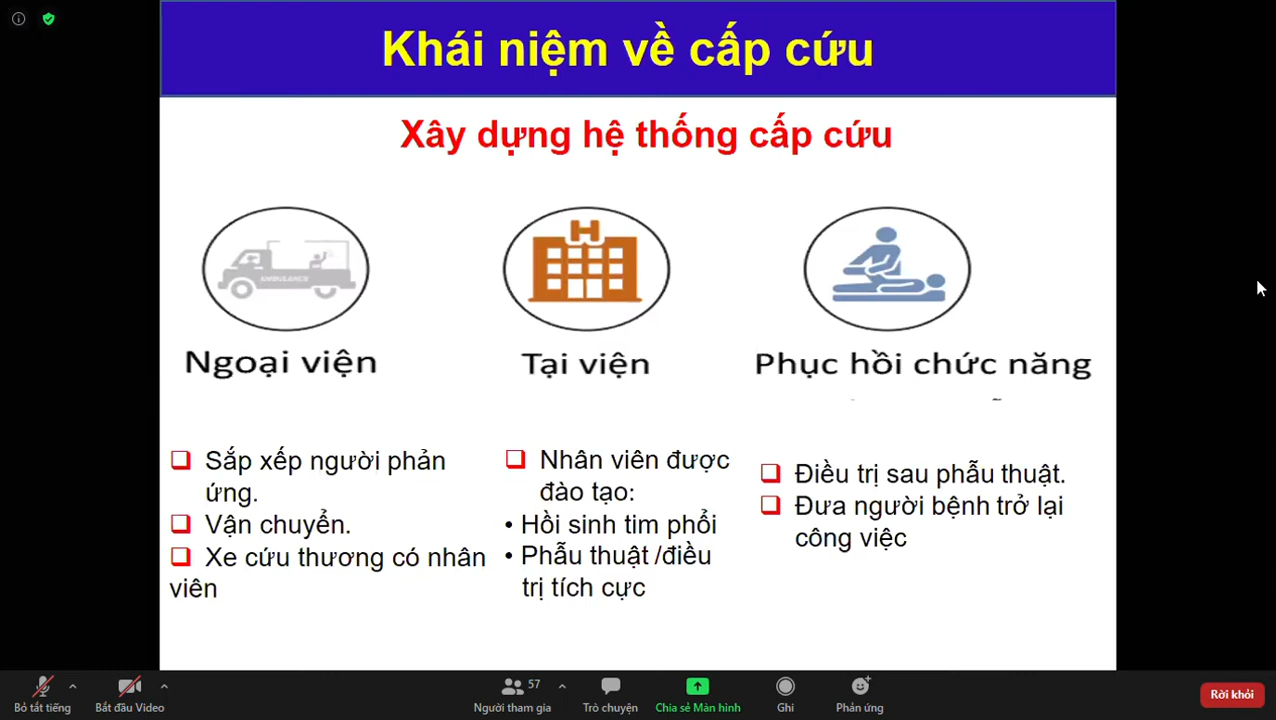 Khái niệm về cấp cứu
Xây dựng hệ thống cấp cứu
AMBULANCE
H
Ngoại viện
Tại viện
Phục hồi chức năng
Sắp xếp người phản
ứng.
Vận chuyển.
Xe cứu thương có nhân
viên
Nhân viên được
đào tạo:
• Hồi sinh tim phổi
• Phẫu thuật /điều
trị tích cực
Điều trị sau phẫu thuật.
Đưa người bệnh trở lại
công việc
Bỏ tắt tiếng
Bắt đầu Video
57
Người tham gia
Trò chuyện
Chia sẻ Màn hình
Ghi
Phản ứng
Rời khỏi